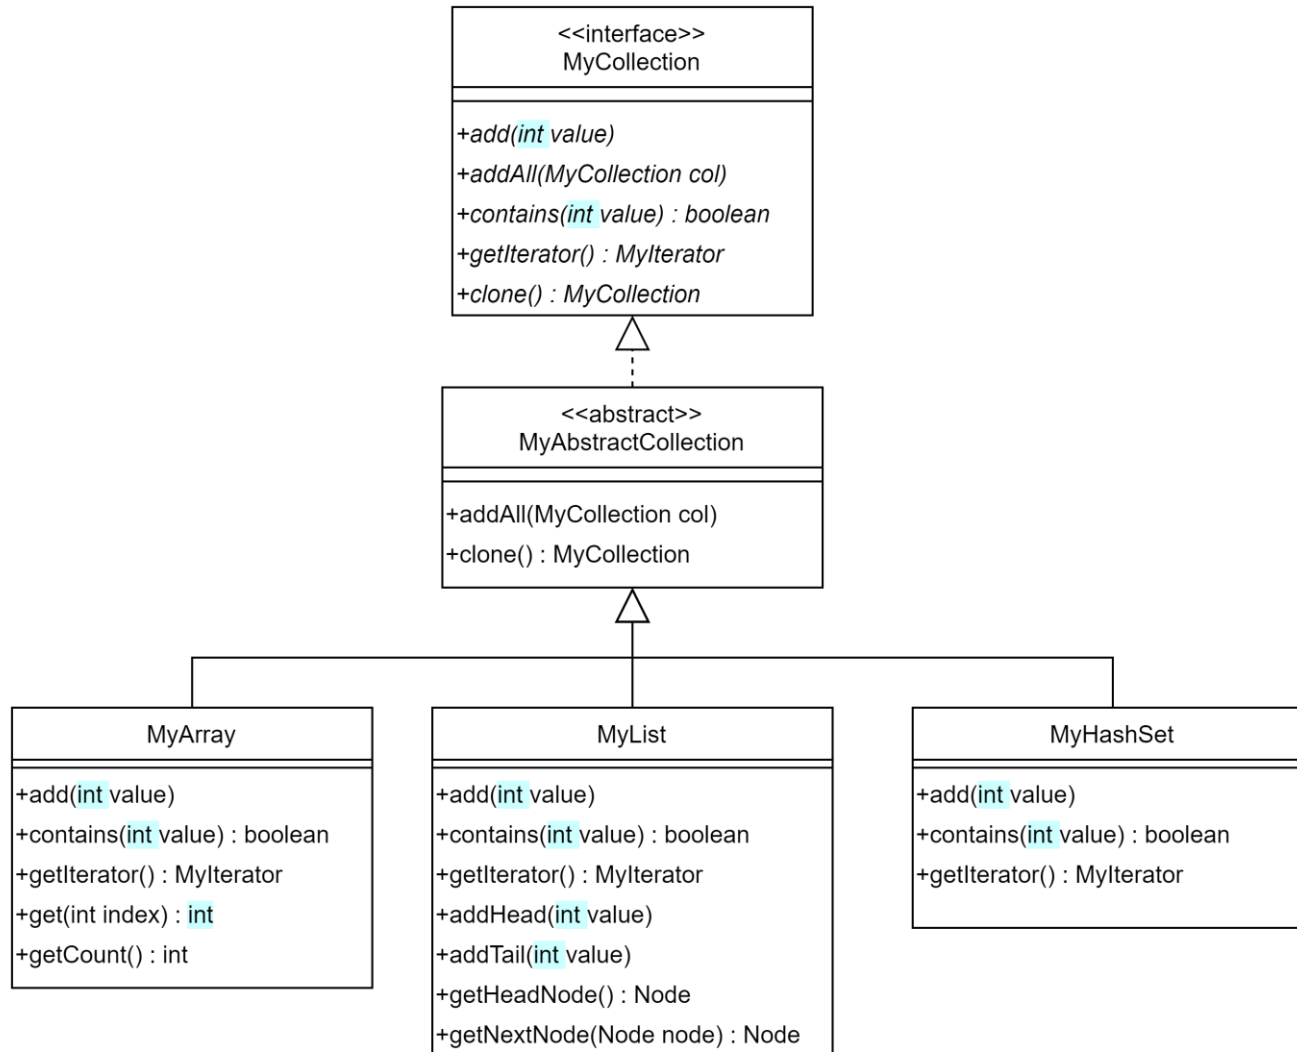 <<interface>>
MyCollection
+add(int value)
+addAll(MyCollection col)
+contains(int value) : boolean
+getIterator() : MyIterator
+clone() : MyCollection
<<abstract>>
MyAbstractCollection
+addAll(MyCollection col)
+clone() : MyCollection
MyArray
+add(int value)
+contains(int value) : boolean
+getIterator() : MyIterator
+get(int index) : int
+getCount() : int
MyList
+add(int value)
+contains(int value) : boolean
+getIterator() : MyIterator
+addHead(int value)
+addTail(int value)
+getHeadNode() : Node
+getNextNode(Node node) : Node
MyHashSet
+add(int value)
+contains(int value) : boolean
+getIterator() : MyIterator